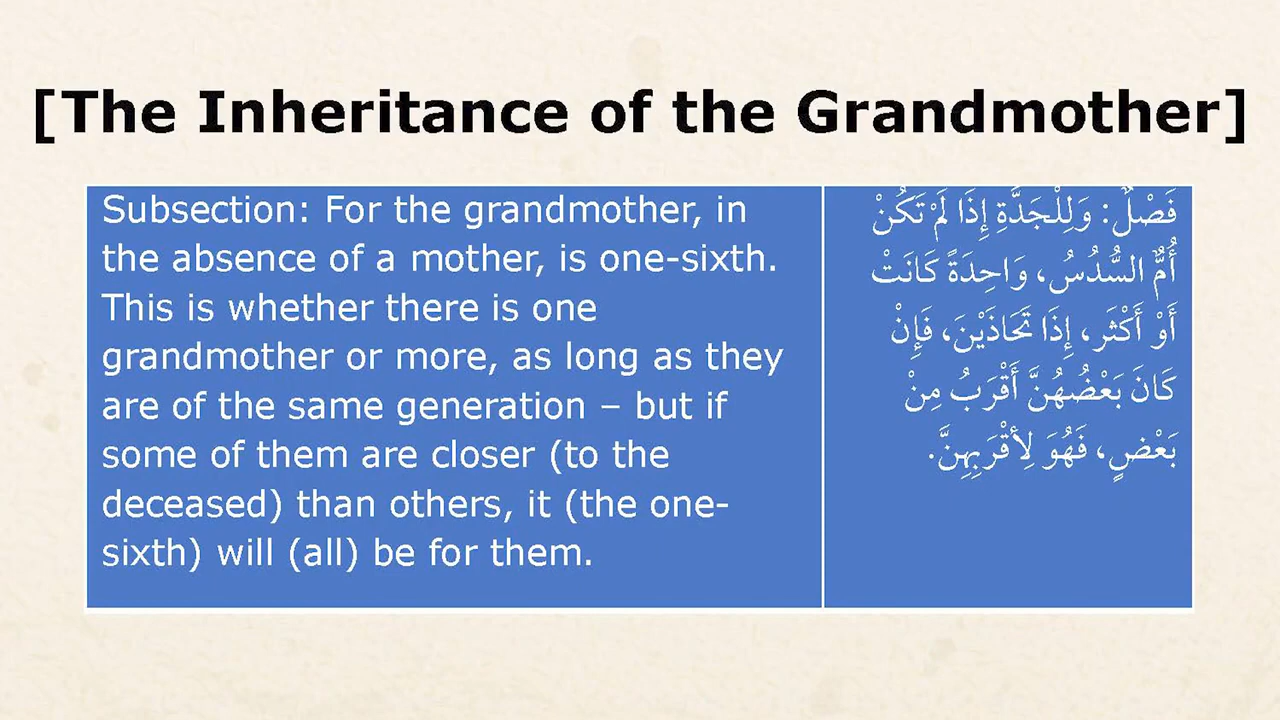 [The Inheritance of the Grandmother]
Subsection: For the grandmother, in
the absence of a mother, is one-sixth.
This is whether there is one
grandmother or more, as long as they
are of the same generation – but if
some of them are closer (to the
deceased) than others, it (the one-
sixth) will (all) be for them.
فَصْلٌ: وَلِلْجَدَّةِ إِذَا لَمْ تَكُنْ
أُمٌّ السُّدُسُ، وَاحِدَةً كَانَتْ
أَوْ أَكْثَر، إِذَا تَحَاذَيْنَ، فَإِنْ
كَانَ بَعْضُهُنَّ أَقْرَبُ مِنْ
بَعْضٍ، فَهُوَ لِأقْرَبِهِنَّ.